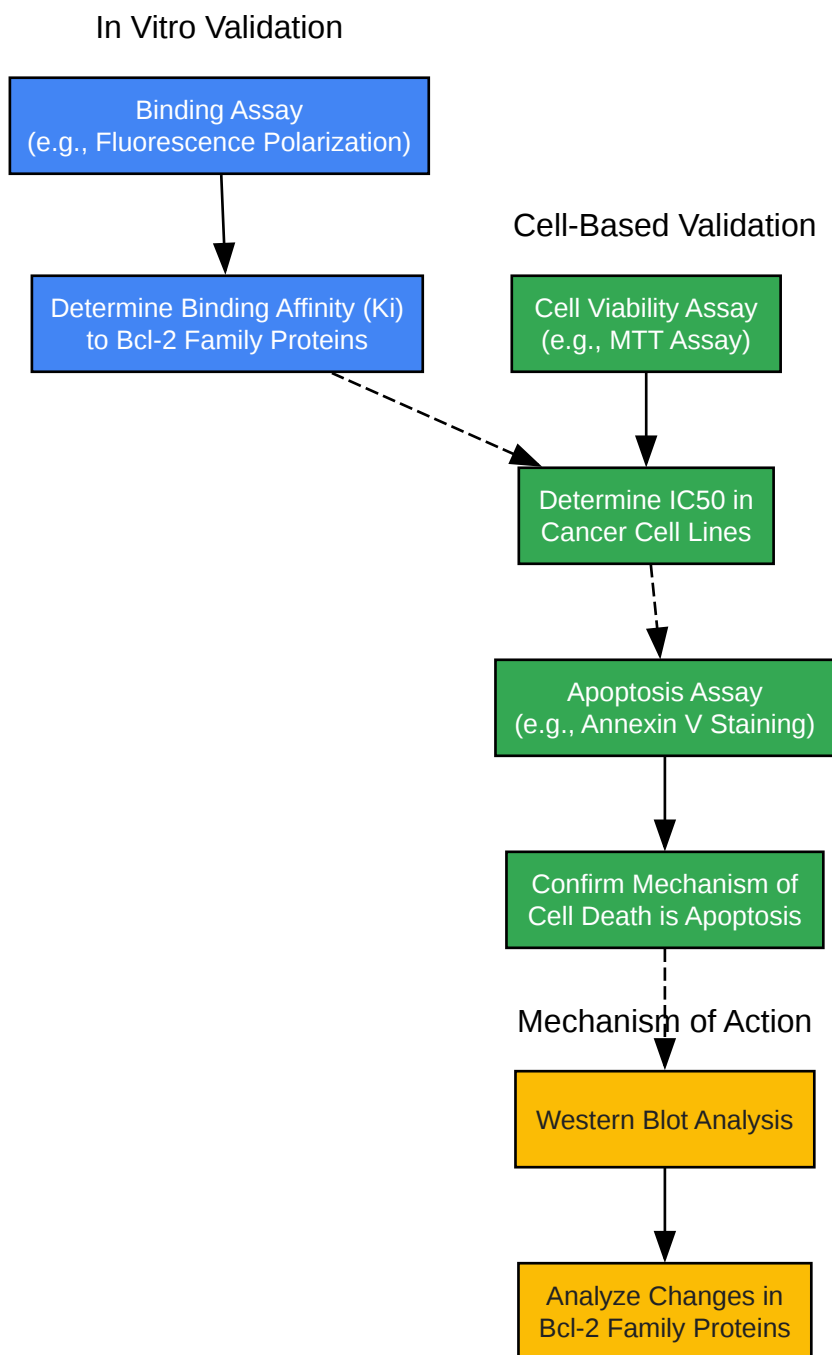 In Vitro Validation
Binding Assay
(e.g., Fluorescence Polarization)
Determine Binding Affinity (Ki)
to Bcl-2 Family Proteins
Cell-Based Validation
Cell Viability Assay
(e.g., MTT Assay)
Determine IC50 in
Cancer Cell Lines
Apoptosis Assay
(e.g., Annexin V Staining)
Confirm Mechanism of
Cell Death is Apoptosis
Mechanism of Action
Western Blot Analysis
Analyze Changes in
Bcl-2 Family Proteins